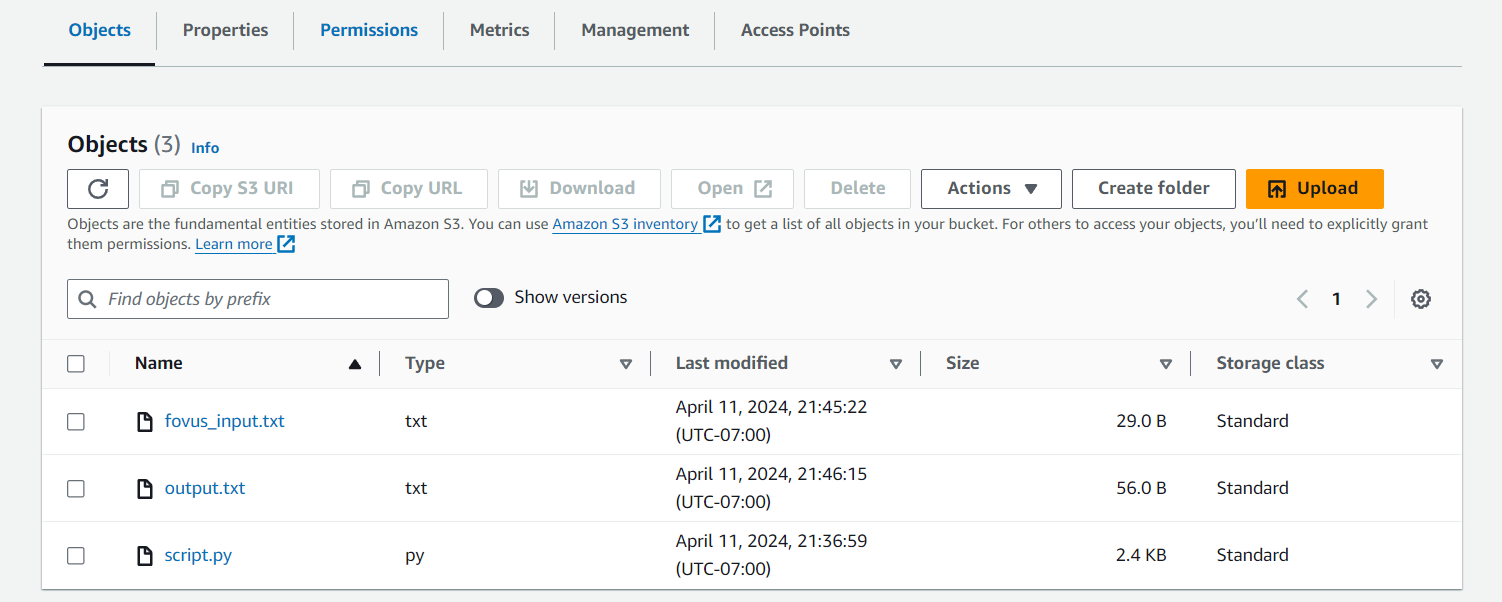 Objects Properties Permissions Metrics Management Access Points
Objects (3) Info
Copy S3 URI Copy URL Download Open Delete Actions Create folder Upload
Objects are the fundamental entities stored in Amazon S3. You can use Amazon S3 inventory to get a list of all objects in your bucket. For others to access your objects, you’ll need to explicitly grant
them permissions. Learn more
Find objects by prefix Show versions 1
Name Type Last modified Size Storage class
fovus_input.txt txt April 11, 2024, 21:45:22 (UTC-07:00) 29.0 B Standard
output.txt txt April 11, 2024, 21:46:15 (UTC-07:00) 56.0 B Standard
script.py py April 11, 2024, 21:36:59 (UTC-07:00) 2.4 KB Standard